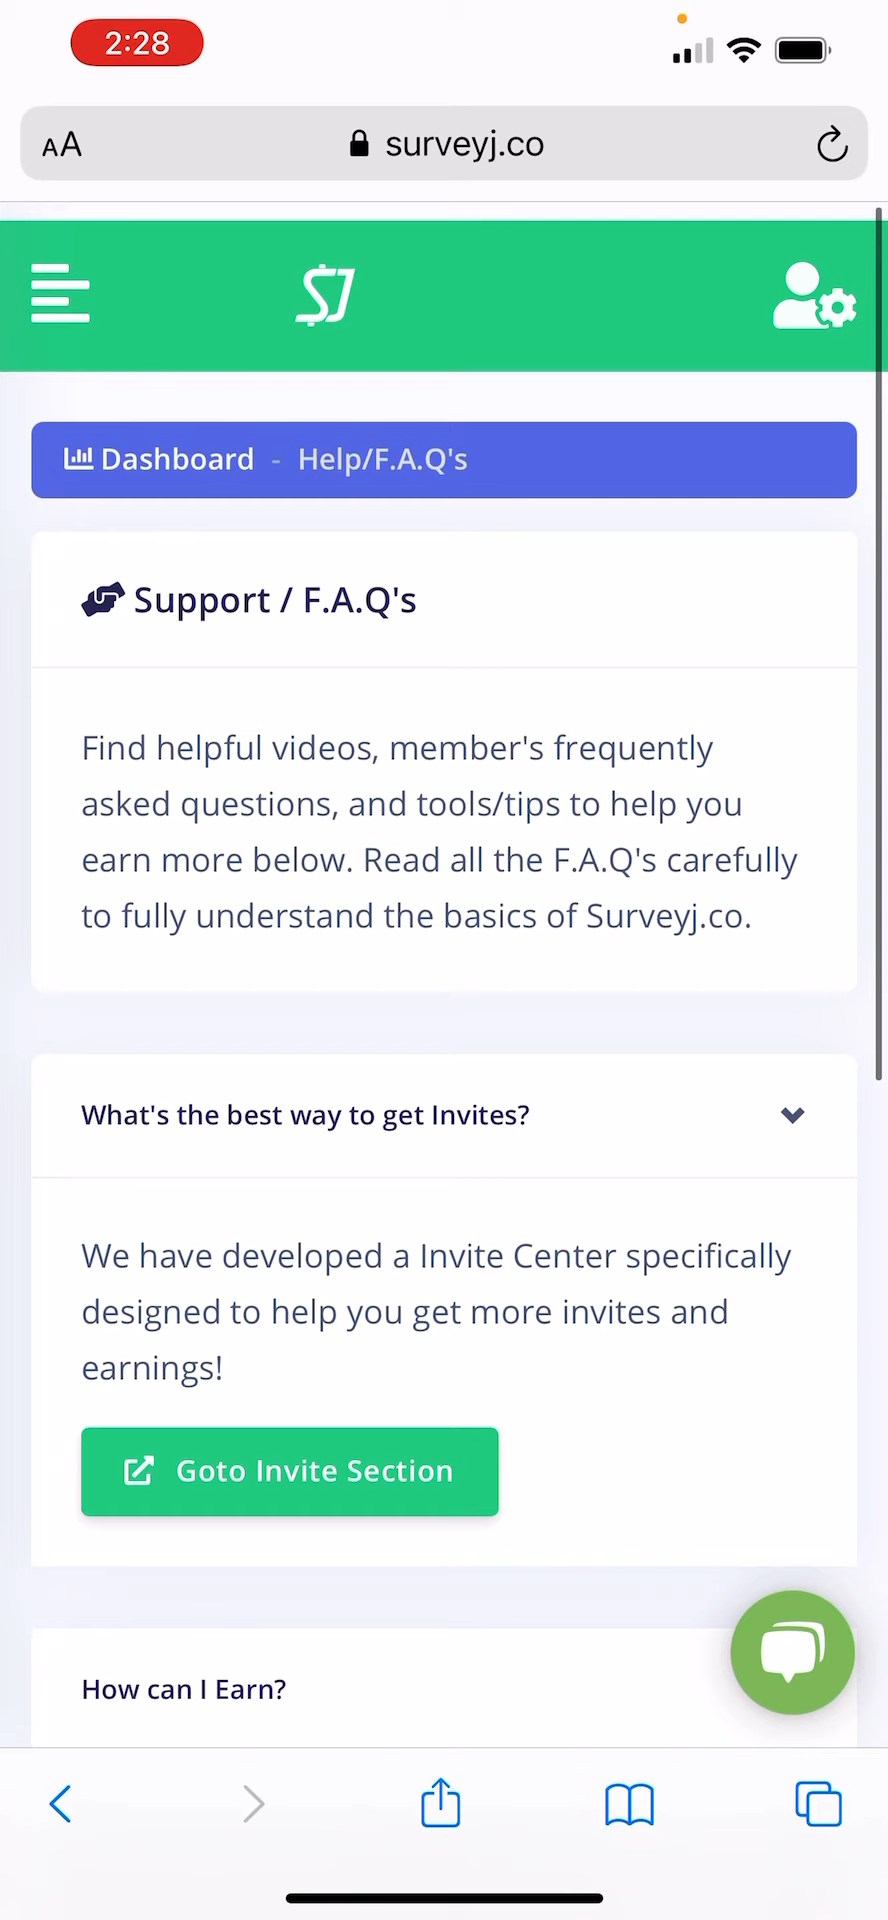 2:28
AA surveyj.co
SJ
Dashboard - Help/F.A.Q's
Support / F.A.Q's
Find helpful videos, member's frequently
asked questions, and tools/tips to help you
earn more below. Read all the F.A.Q's carefully
to fully understand the basics of Surveyj.co.
What's the best way to get Invites?
We have developed a Invite Center specifically
designed to help you get more invites and
earnings!
Goto Invite Section
How can I Earn?